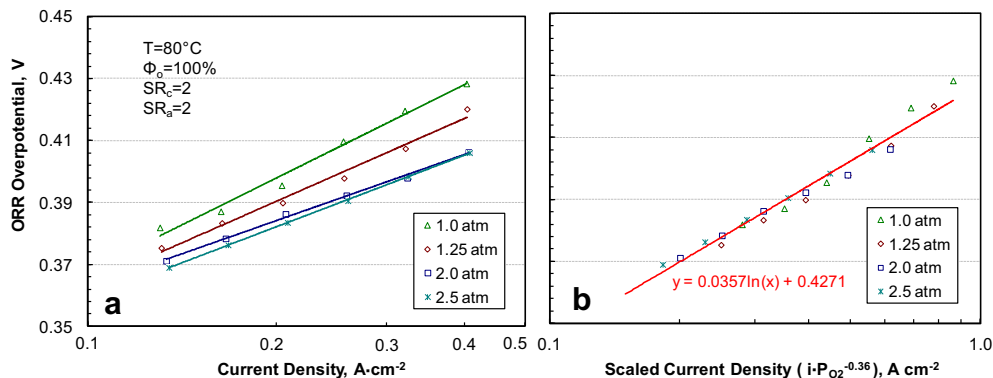 0.45
0.43
0.41
0.39
0.37
0.35
ORR Overpotential, V
T=80°C
Φₒ=100%
SR_c=2
SR_a=2
1.0 atm
1.25 atm
2.0 atm
2.5 atm
a
0.1
0.2
0.3
0.4
0.5
Current Density, A·cm⁻²
1.0 atm
1.25 atm
2.0 atm
2.5 atm
y = 0.0357ln(x) + 0.4271
b
0.1
1.0
Scaled Current Density ( i·P_O2^-0.36), A cm⁻²